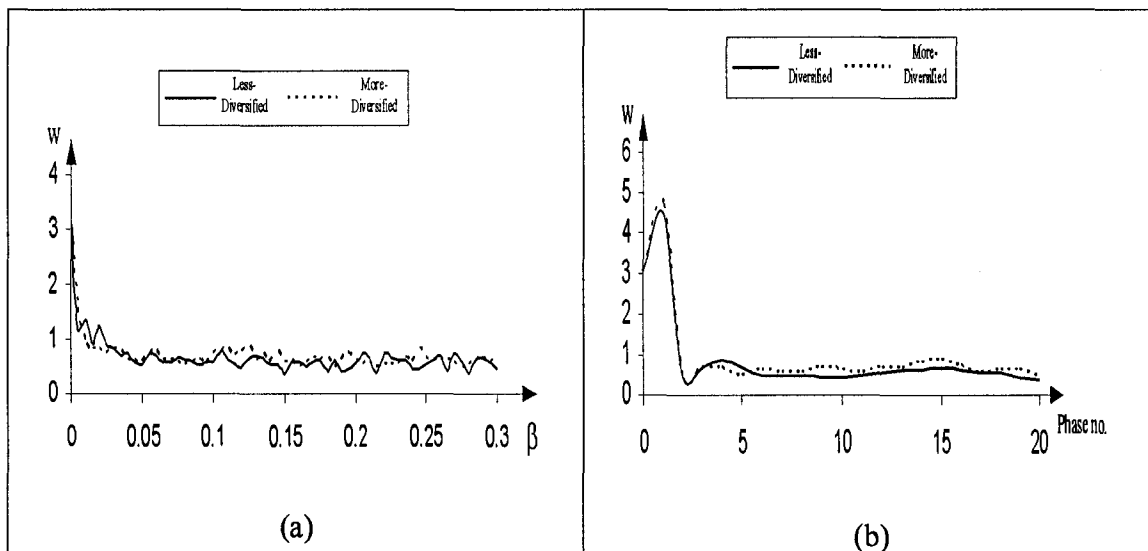 Less-Diversified
More-Diversified
W
4
3
2
1
0
0 0.05 0.1 0.15 0.2 0.25 0.3 β
(a)
Less-Diversified
More-Diversified
W
6
5
4
3
2
1
0
0 5 10 15 20 Phase no.
(b)